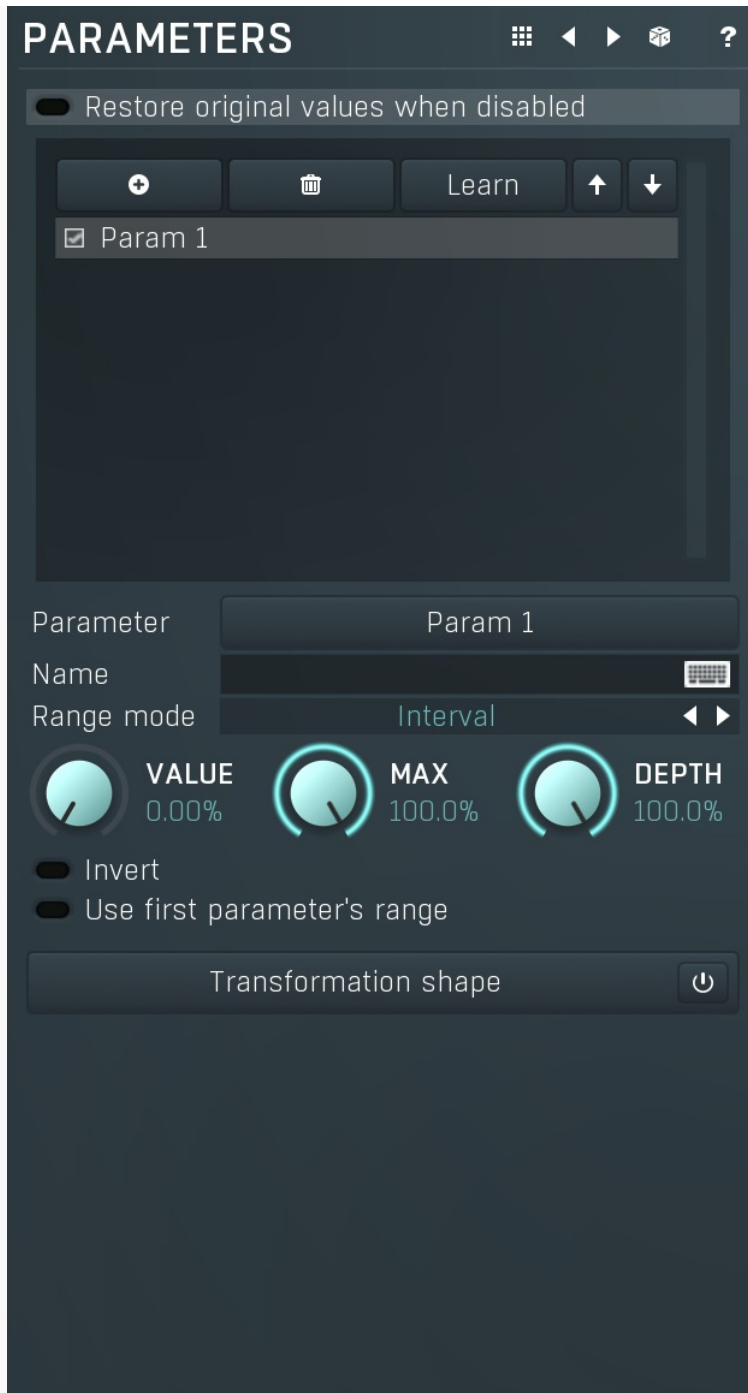 PARAMETERS ?
Restore original values when disabled
Learn
Param 1
Parameter Param 1
Name
Range mode Interval
VALUE MAX DEPTH
0.00% 100.0% 100.0%
Invert
Use first parameter's range
Transformation shape